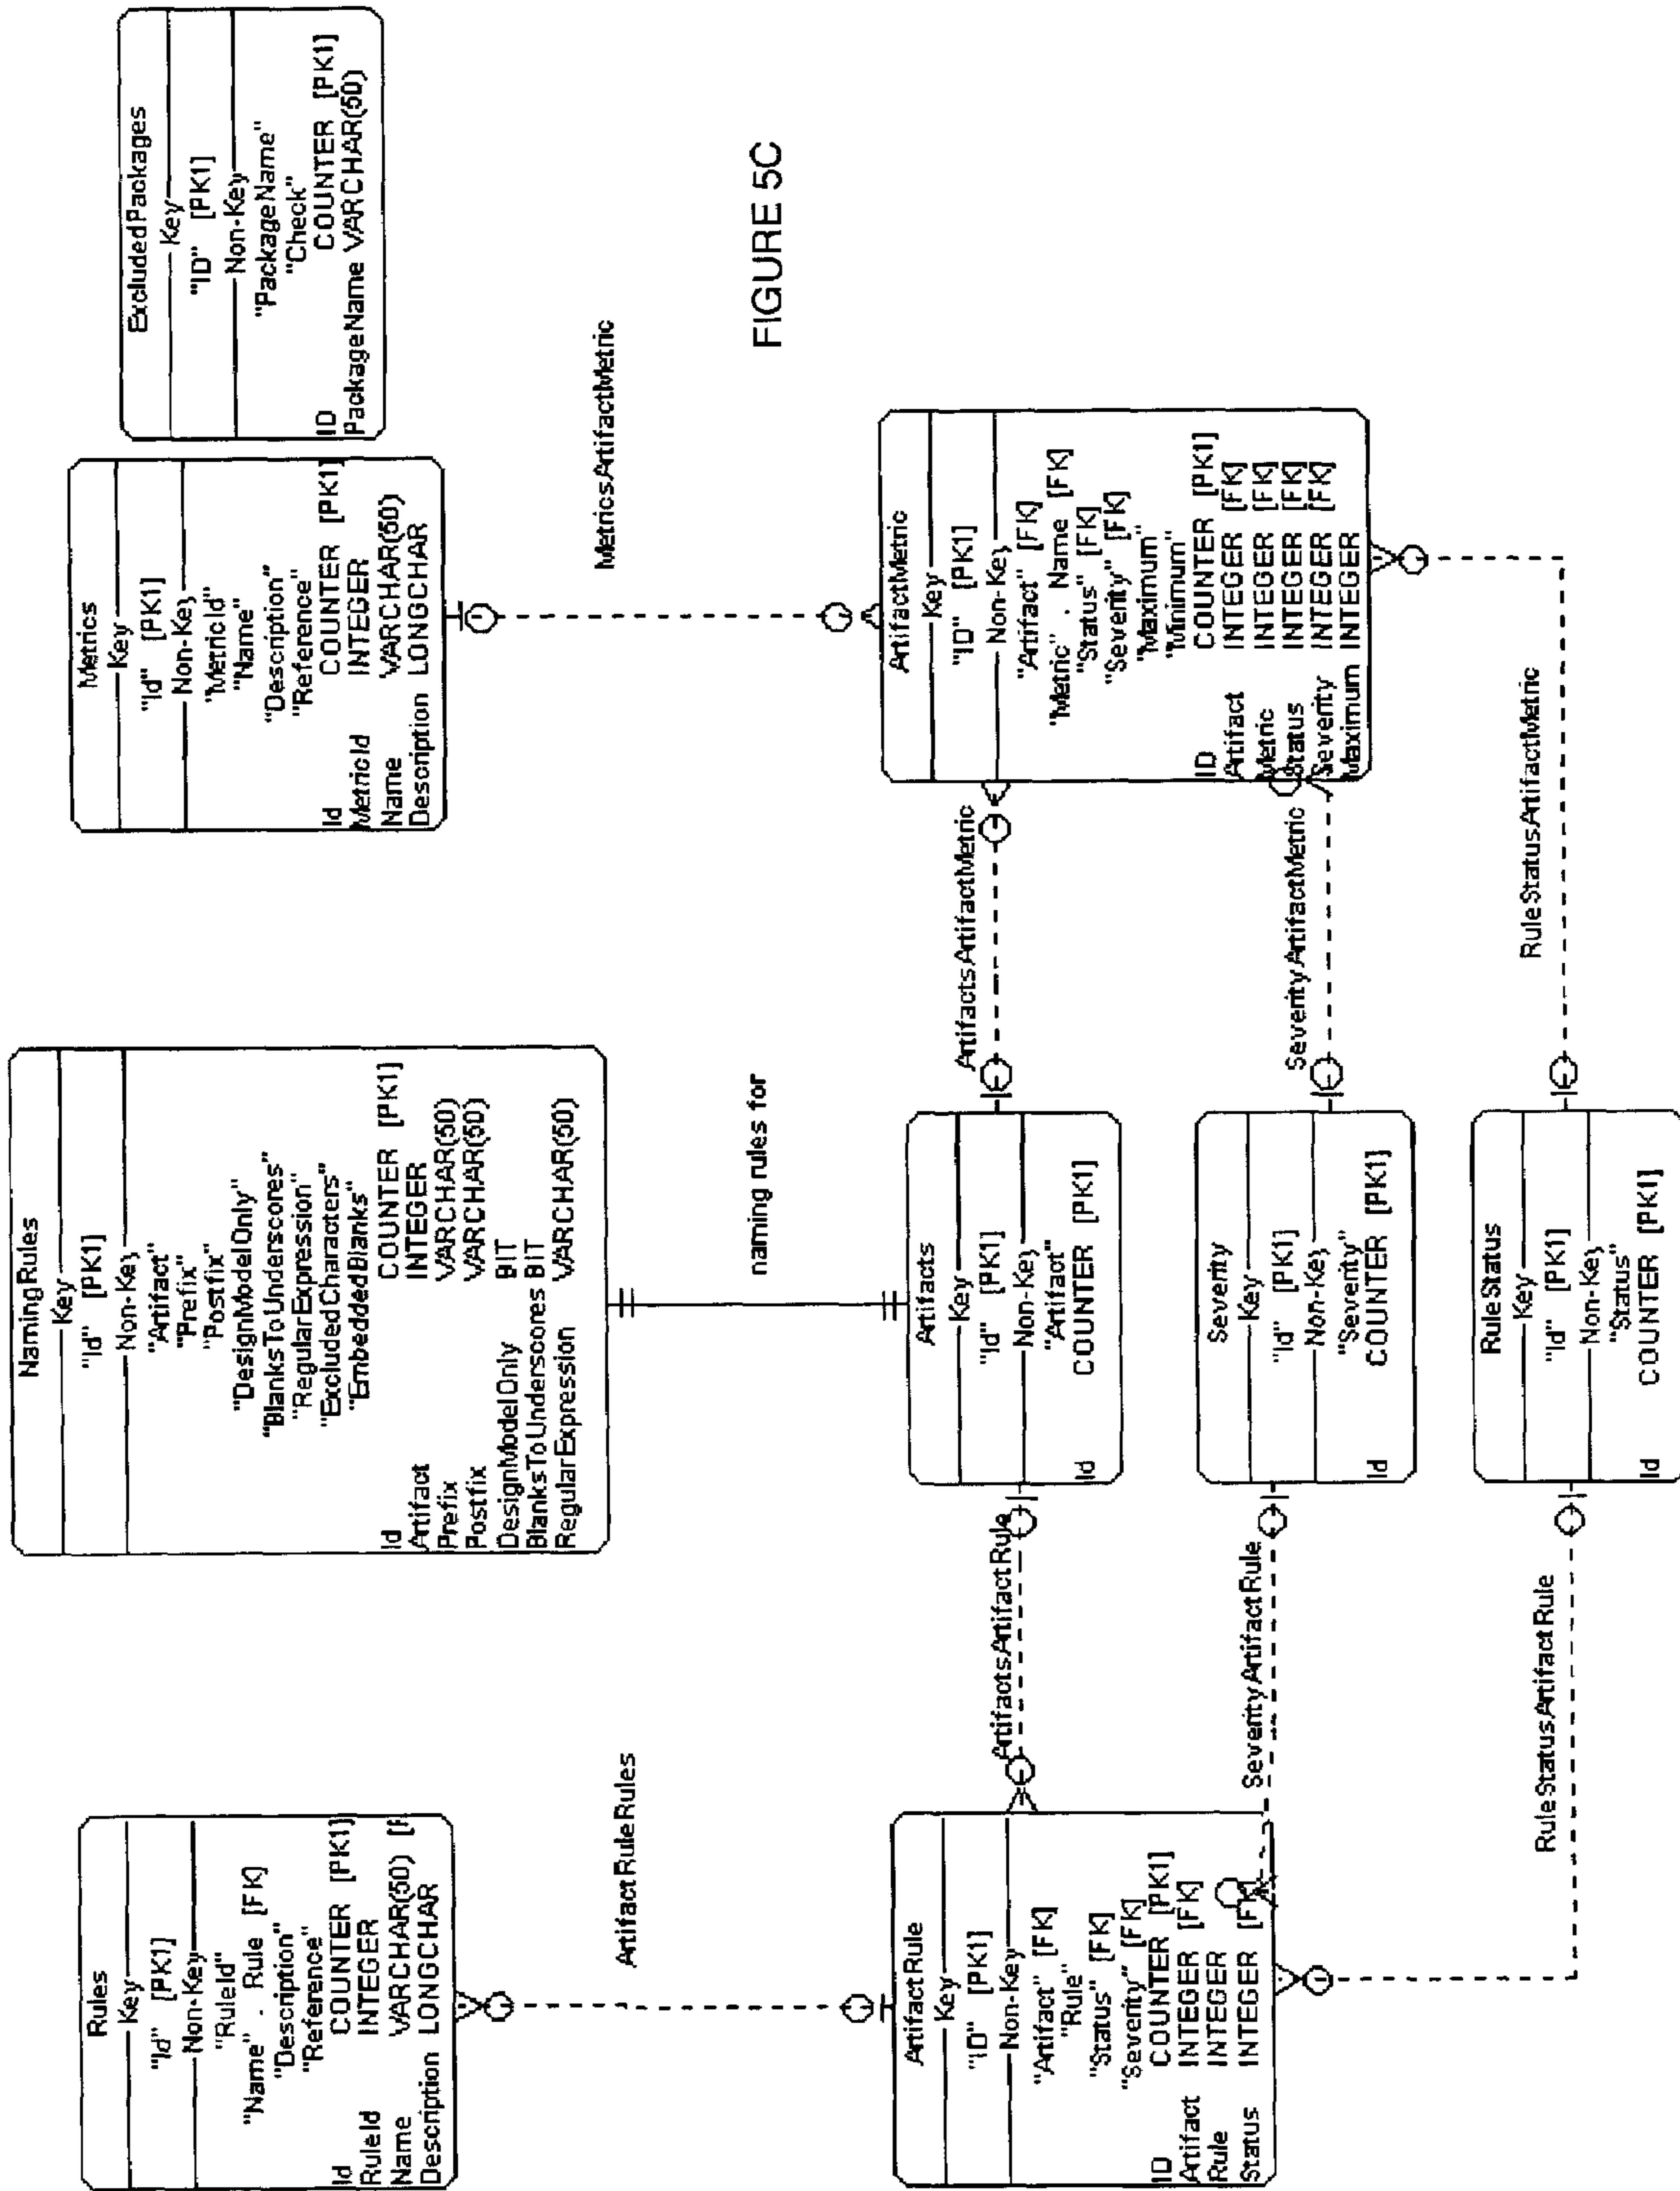 Rules
Key
"Id" [PK1]
Non-Key
"RuleId"
"Name" . Rule [FK]
"Description"
"Reference"
Id COUNTER [PK1]
RuleId INTEGER
Name VARCHAR(50) [F
Description LONGCHAR
NamingRules
Key
"Id" [PK1]
Non-Key
"Artifact"
"Prefix"
"Postfix"
"DesignModelOnly"
"BlanksToUnderscones"
"RegularExpression"
"ExcludedCharacters"
"EmbeddedBlanks"
Id COUNTER [PK1]
Artifact INTEGER
Prefix VARCHAR(50)
Postfix VARCHAR(50)
DesignModelOnly BIT
BlanksToUnderscores BIT
RegularExpression VARCHAR(50)
Metrics
Key
"Id" [PK1]
Non-Key
"MetricId"
"Name"
"Description"
"Reference"
Id COUNTER [PK1]
MetricId INTEGER
Name VARCHAR(50)
Description LONGCHAR
ExcludedPackages
Key
"ID" [PK1]
Non-Key
"PackageName"
"Check"
ID COUNTER [PK1]
PackageName VARCHAR(50)
ArtifactRuleRules
naming rules for
MetricsArtifactMetric
FIGURE 5C
ArtifactRule
Key
"ID" [PK1]
Non-Key
"Artifact" [FK]
"Rule"
"Status" [FK]
"Severity" [FK]
ID COUNTER [PK1]
Artifact INTEGER [FK]
Rule INTEGER
Status INTEGER [FK]
ArtifactsArtifactRule
Artifacts
Key
"Id" [PK1]
Non-Key
"Artifact"
Id COUNTER [PK1]
ArtifactsArtifactMetric
ArtifactMetric
Key
"ID" [PK1]
Non-Key
"Artifact" [FK]
"Metric" . Name [FK]
"Status" [FK]
"Severity" [FK]
"Maximum"
"Minimum"
ID COUNTER [PK1]
Artifact INTEGER [FK]
Metric INTEGER [FK]
Status INTEGER [FK]
Severity INTEGER [FK]
Maximum INTEGER
SeverityArtifactRule
Severity
Key
"Id" [PK1]
Non-Key
"Severity"
Id COUNTER [PK1]
SeverityArtifactMetric
RuleStatusArtifactRule
RuleStatus
Key
"Id" [PK1]
Non-Key
"Status"
Id COUNTER [PK1]
RuleStatusArtifactMetric